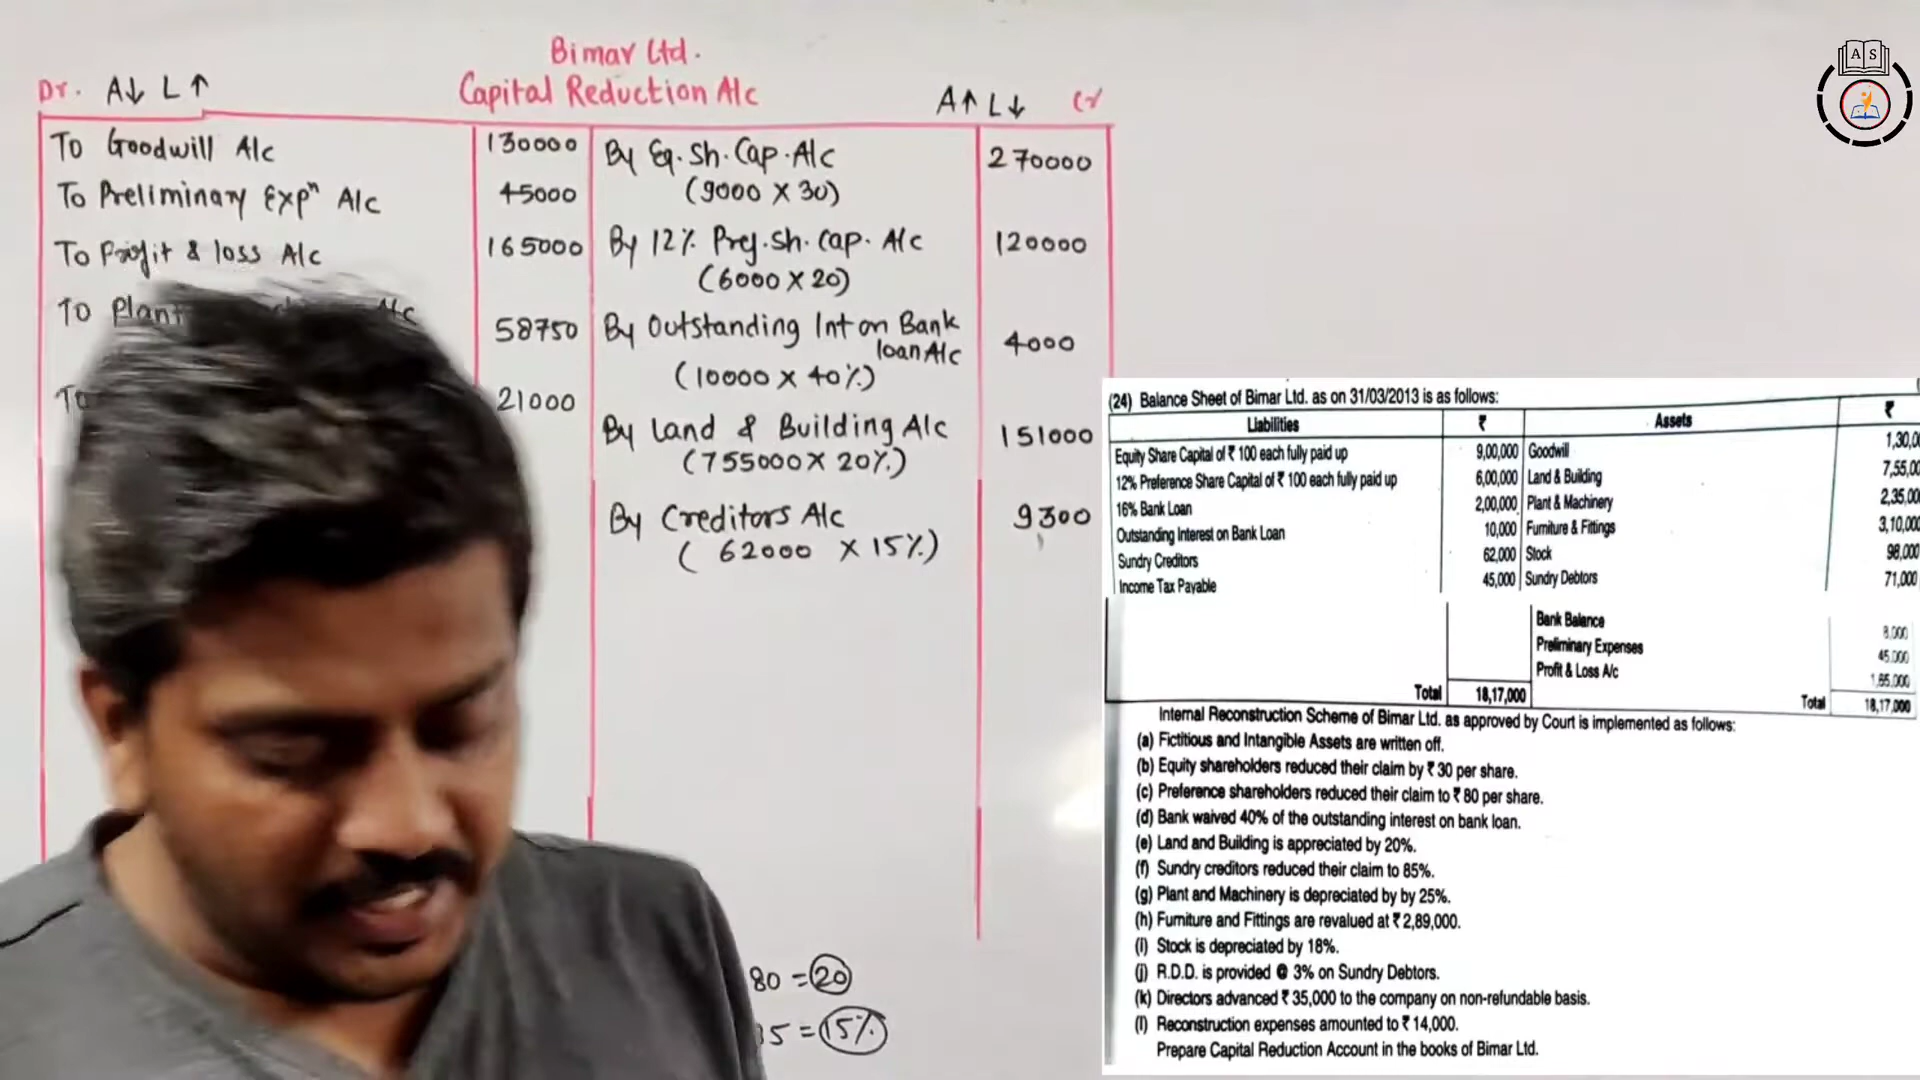 Bimar Ltd.
Dr. A↓ L↑ Capital Reduction A/c A↑ L↓ Cr
To Goodwill A/c 130000 By Eq. Sh. Cap. A/c 270000
(9000 X 30)
To Preliminary Expⁿ A/c 45000
To Profit & loss A/c 165000 By 12% Pref. sh. cap. A/c 120000
(6000 X 20)
To Plant A/c 58750 By Outstanding Int on Bank
loan A/c 4000
(10000 X 40%)
To 21000
By Land & Building A/c 151000
(755000 X 20%)
By Creditors A/c 9300
(62000 X 15%)
80 = 20
= 15%
A S
(24) Balance Sheet of Bimar Ltd. as on 31/03/2013 is as follows:
Liabilities ₹ Assets ₹
Equity Share Capital of ₹ 100 each fully paid up 9,00,000 Goodwill 1,30,0
12% Preference Share Capital of ₹ 100 each fully paid up 6,00,000 Land & Building 7,55,00
16% Bank Loan 2,00,000 Plant & Machinery 2,35,00
Outstanding Interest on Bank Loan 10,000 Furniture & Fittings 3,10,000
Sundry Creditors 62,000 Stock 98,000
Income Tax Payable 45,000 Sundry Debtors 71,000
Bank Balance 8,000
Preliminary Expenses 45,000
Profit & Loss A/c 1,65,000
Total 18,17,000 Total 18,17,000
Internal Reconstruction Scheme of Bimar Ltd. as approved by Court is implemented as follows:
(a) Fictitious and Intangible Assets are written off.
(b) Equity shareholders reduced their claim by ₹ 30 per share.
(c) Preference shareholders reduced their claim to ₹ 80 per share.
(d) Bank waived 40% of the outstanding interest on bank loan.
(e) Land and Building is appreciated by 20%.
(f) Sundry creditors reduced their claim to 85%.
(g) Plant and Machinery is depreciated by by 25%.
(h) Furniture and Fittings are revalued at ₹ 2,89,000.
(i) Stock is depreciated by 18%.
(j) R.D.D. is provided @ 3% on Sundry Debtors.
(k) Directors advanced ₹ 35,000 to the company on non-refundable basis.
(l) Reconstruction expenses amounted to ₹ 14,000.
Prepare Capital Reduction Account in the books of Bimar Ltd.